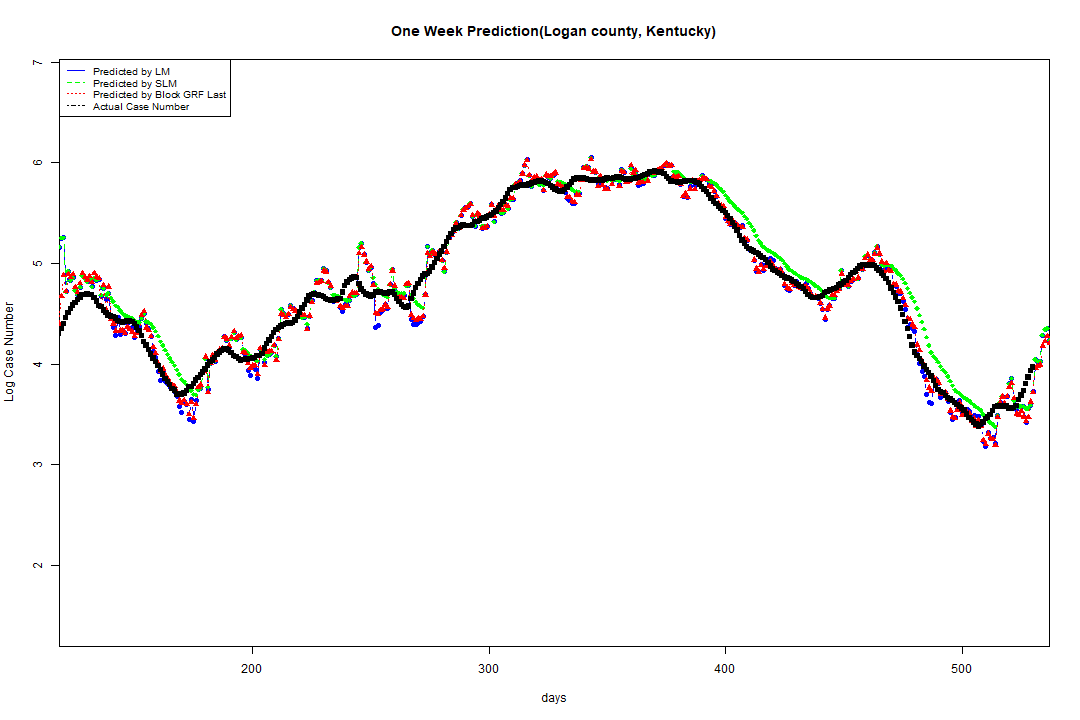 One Week Prediction(Logan county, Kentucky)
Predicted by LM
Predicted by SLM
Predicted by Block GRF Last
Actual Case Number
7
6
5
4
3
2
Log Case Number
200 300 400 500
days